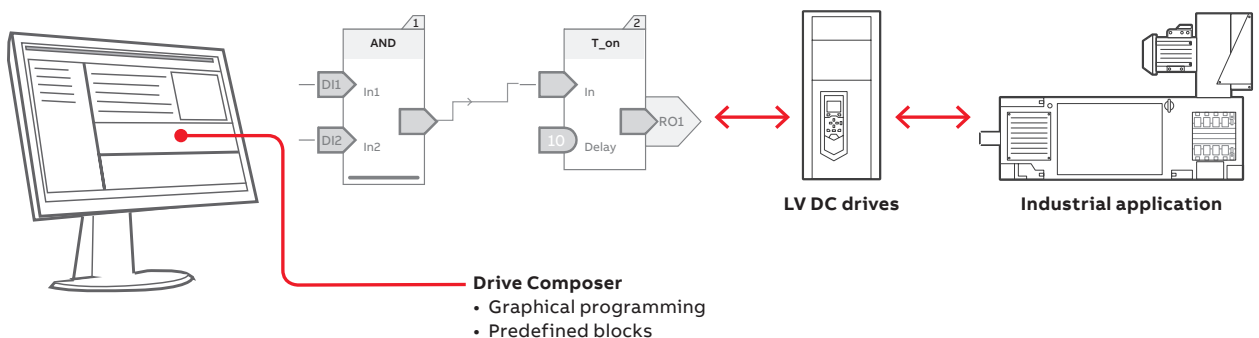 1
AND
DI1
In1
DI2
In2
2
T_on
In
10
Delay
RO1
LV DC drives
Industrial application
Drive Composer
• Graphical programming
• Predefined blocks